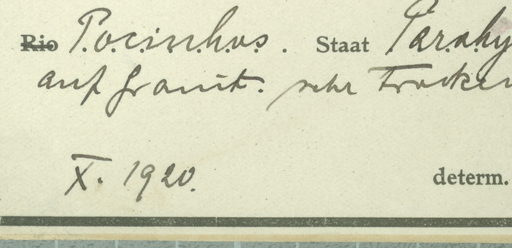 Rio Pocinhos. Staat Parahy
auf Granit. sehr trocken
X. 1920. determ.